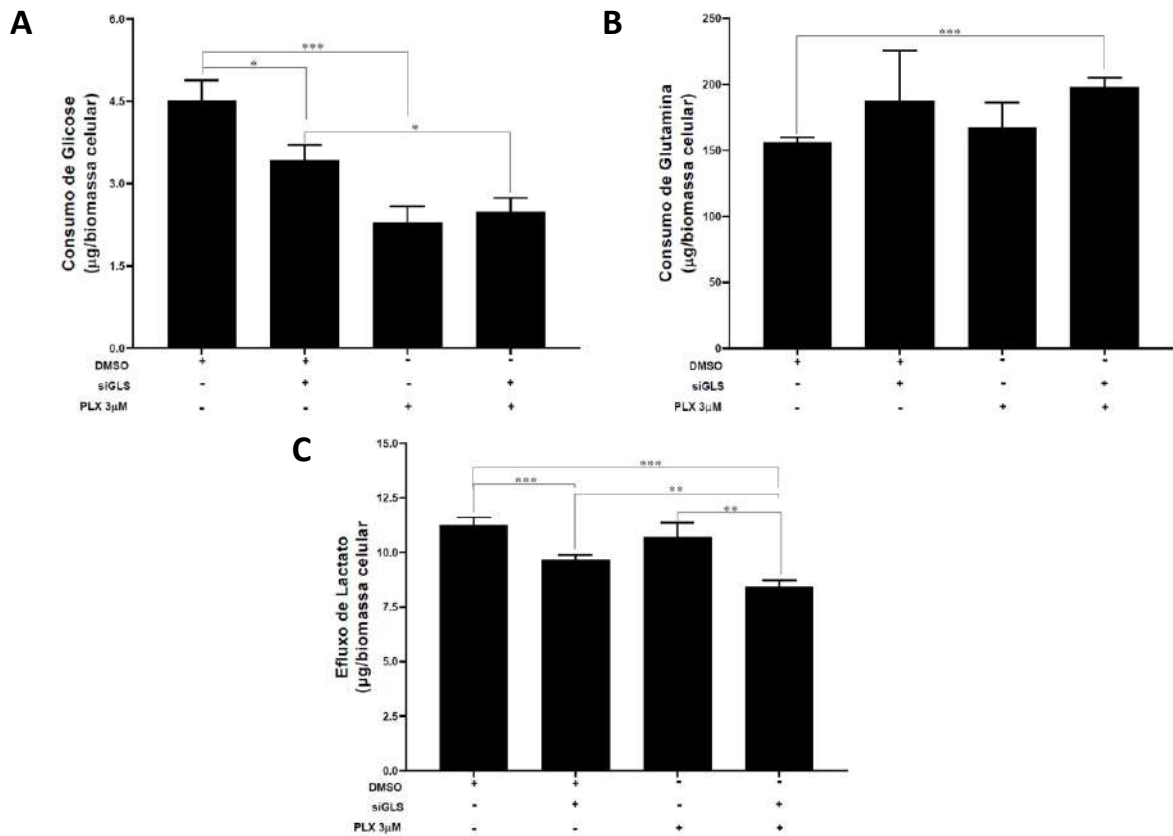 A
Consumo de Glicose
(µg/biomassa celular)
6.0
4.5
3.0
1.5
0.0
***
*
*
DMSO + + - -
siGLS - + - +
PLX 3µM - - + +
B
Consumo de Glutamina
(µg/biomassa celular)
250
200
150
100
50
0
***
DMSO + + - -
siGLS - + - +
PLX 3µM - - + +
C
Efluxo de Lactato
(µg/biomassa celular
15.0
12.5
10.0
7.5
5.0
2.5
0.0
***
***
**
**
DMSO + + - -
siGLS - + - +
PLX 3µM - - + +